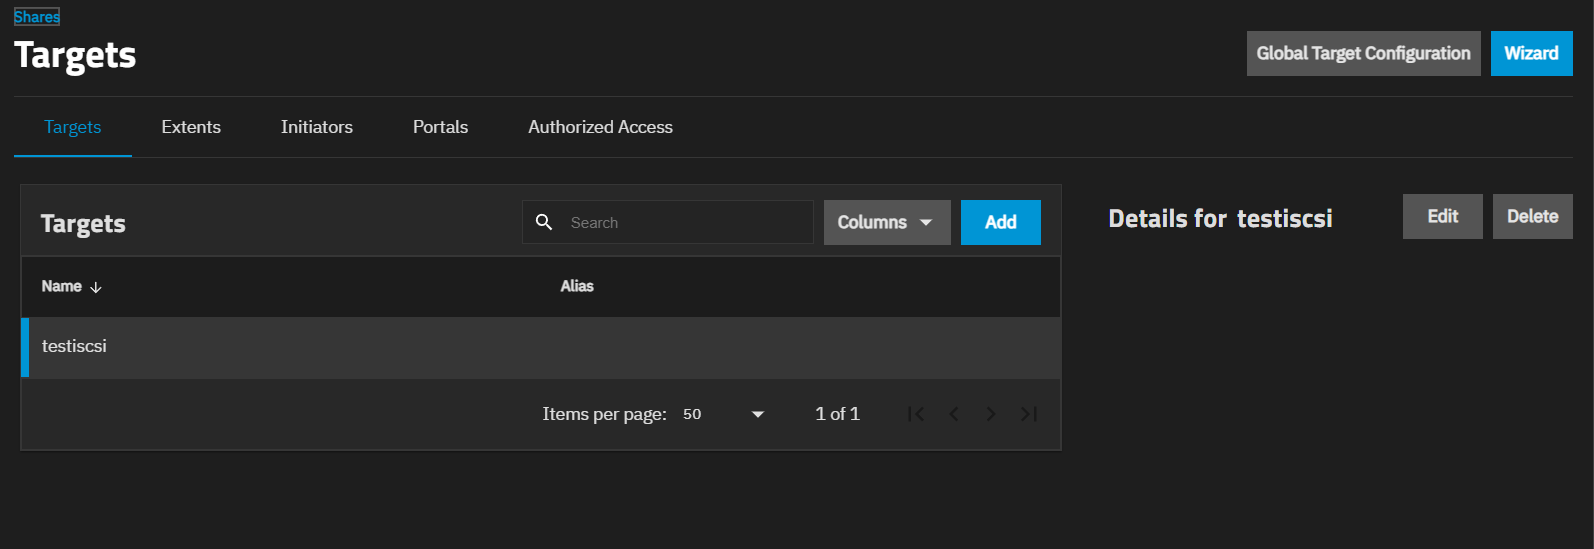 Shares
Targets
Global Target Configuration
Wizard
Targets
Extents
Initiators
Portals
Authorized Access
Targets
Search
Columns
Add
Details for testiscsi
Edit
Delete
Name
Alias
testiscsi
Items per page: 50
1 of 1